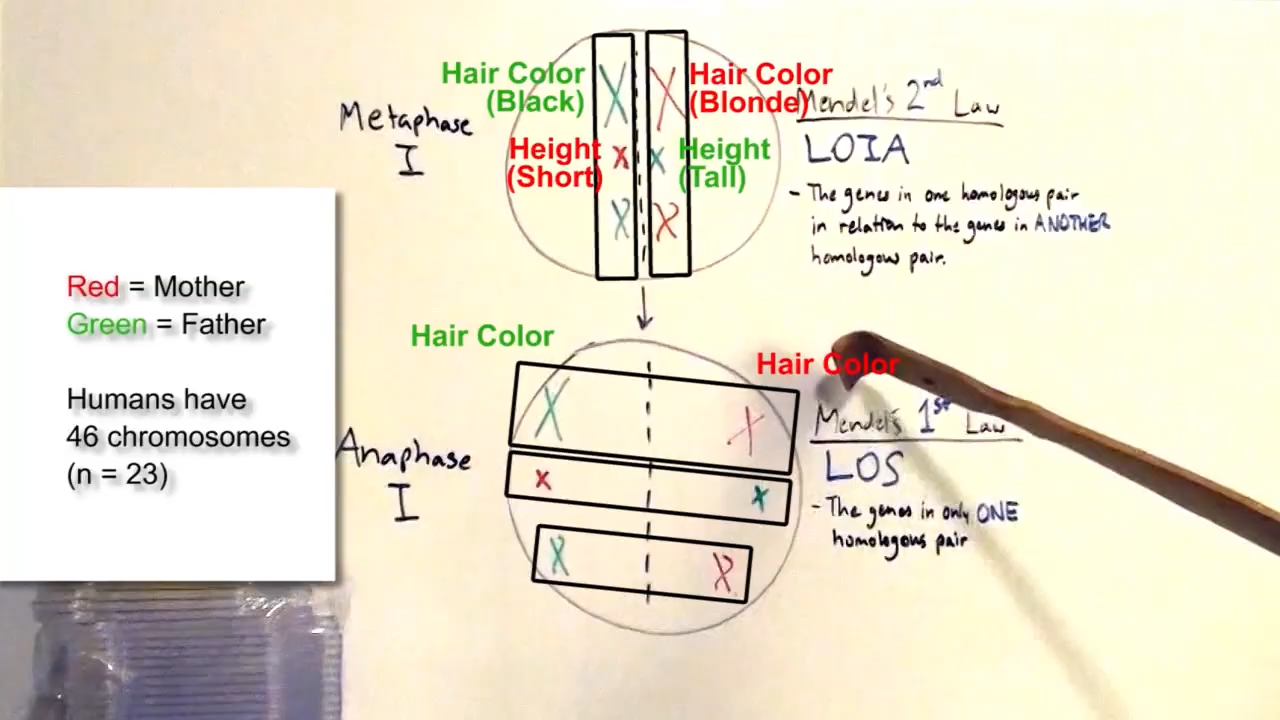 Hair Color
(Black)
Hair Color
(Blonde)
Metaphase
I
Height
(Short)
Height
(Tall)
Mendel's 2nd Law
LOIA
- The genes in one homologous pair
in relation to the genes in ANOTHER
homologous pair.
Red = Mother
Green = Father
Humans have
46 chromosomes
(n = 23)
Hair Color
Hair Color
Anaphase
I
Mendel's 1st Law
LOS
- The genes in only ONE
homologous pair